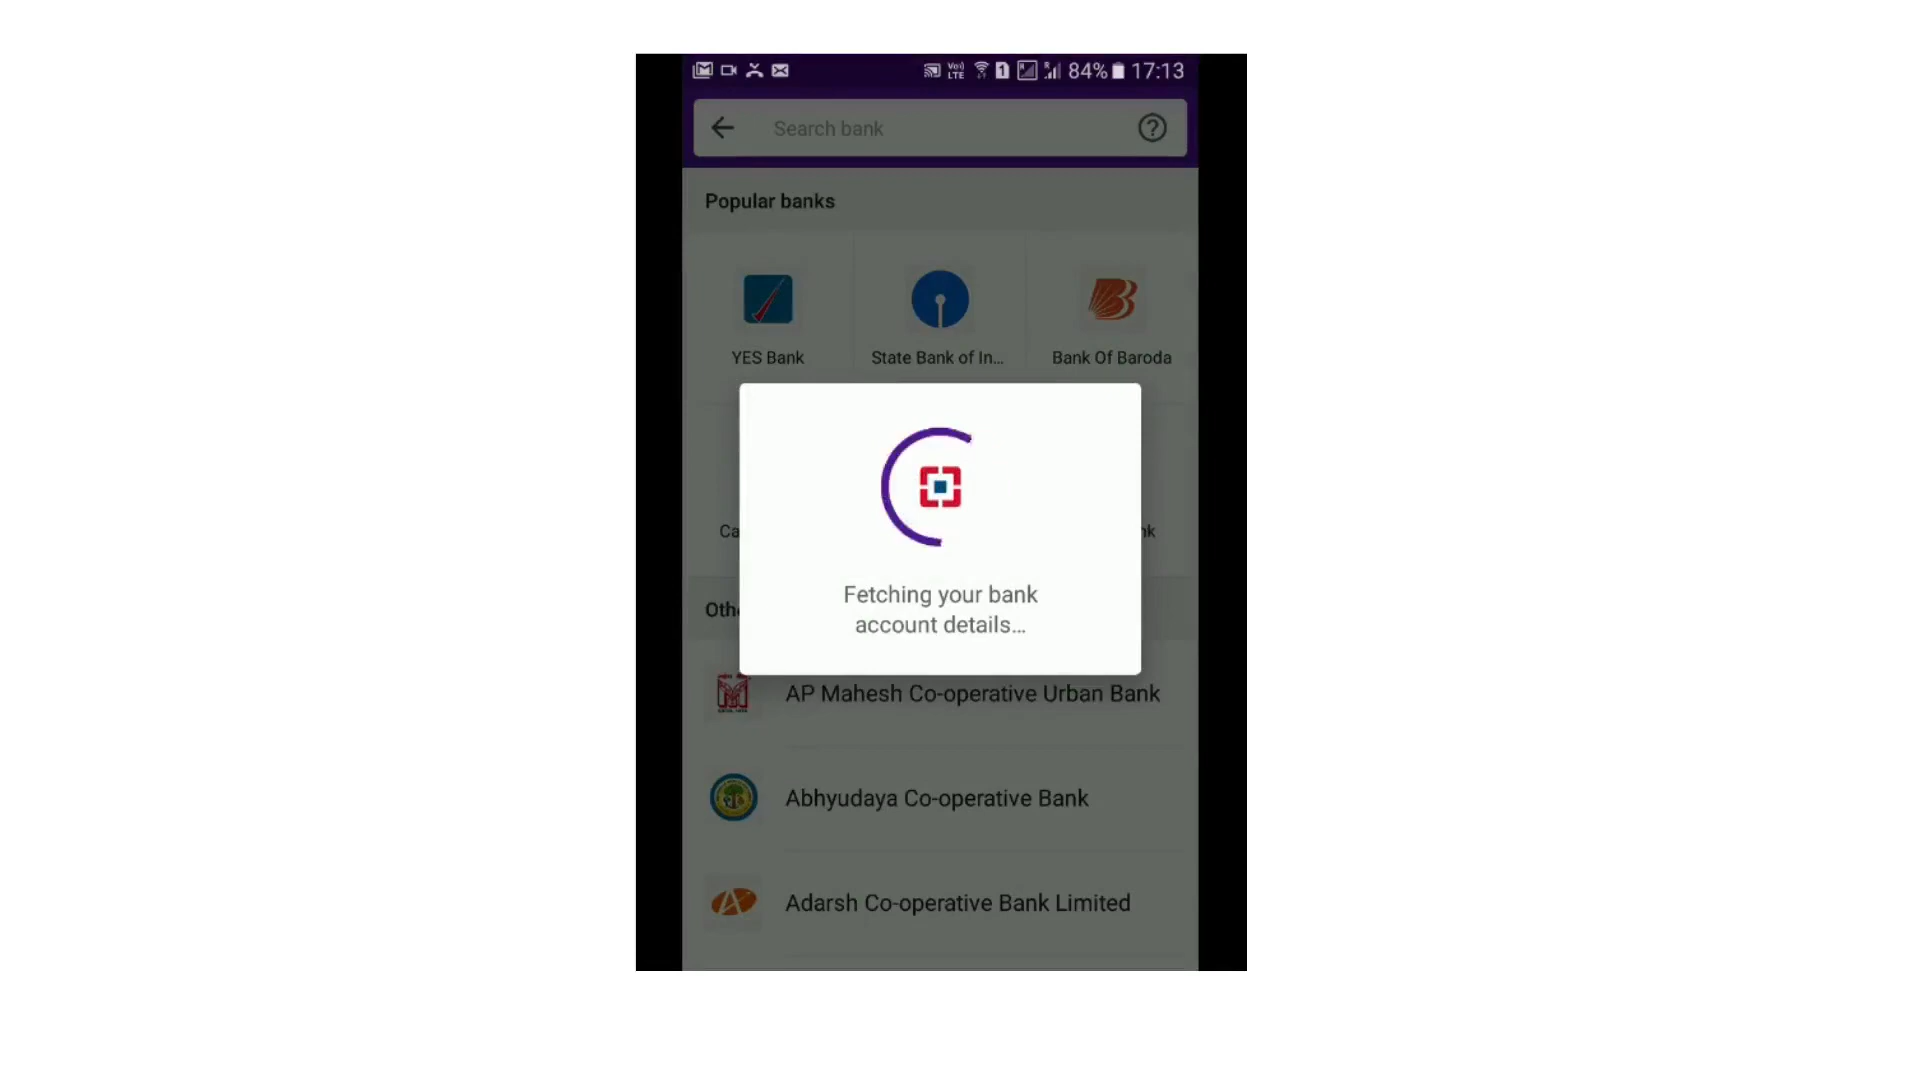 84% 17:13
Search bank
Popular banks
YES Bank
State Bank of In...
Bank Of Baroda
Fetching your bank
account details...
AP Mahesh Co-operative Urban Bank
Abhyudaya Co-operative Bank
Adarsh Co-operative Bank Limited